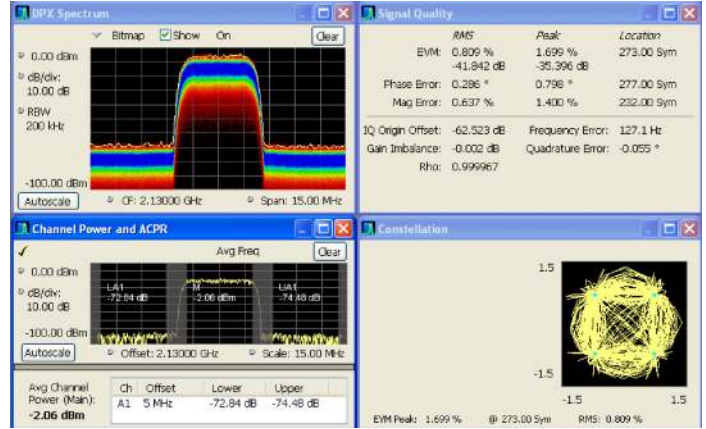 DPX Spectrum
Bitmap Show On Clear
0.00 dBm
dB/div:
10.00 dB
RBW
200 kHz
-100.00 dBm
Autoscale CF: 2.13000 GHz Span: 15.00 MHz
Signal Quality
RMS Peak Location
EVM: 0.809 % 1.699 % 273.00 Sym
-41.842 dB -35.396 dB
Phase Error: 0.286 ° 0.798 ° 277.00 Sym
Mag Error: 0.637 % 1.400 % 232.00 Sym
IQ Origin Offset: -62.523 dB Frequency Error: 127.1 Hz
Gain Imbalance: -0.002 dB Quadrature Error: -0.055 °
Rho: 0.999967
Channel Power and ACPR
Avg Freq Clear
0.00 dBm
dB/div:
10.00 dB
-100.00 dBm
LA1 M UA1
-72.84 dB -2.06 dBm -74.48 dB
Autoscale Offset: 2.13000 GHz Scale: 15.00 MHz
Avg Channel
Power (Main):
-2.06 dBm
Ch Offset Lower Upper
A1 5 MHz -72.84 dB -74.48 dB
Constellation
1.5
-1.5
-1.5 1.5
EVM Peak: 1.699 % @ 273.00 Sym RMS: 0.809 %